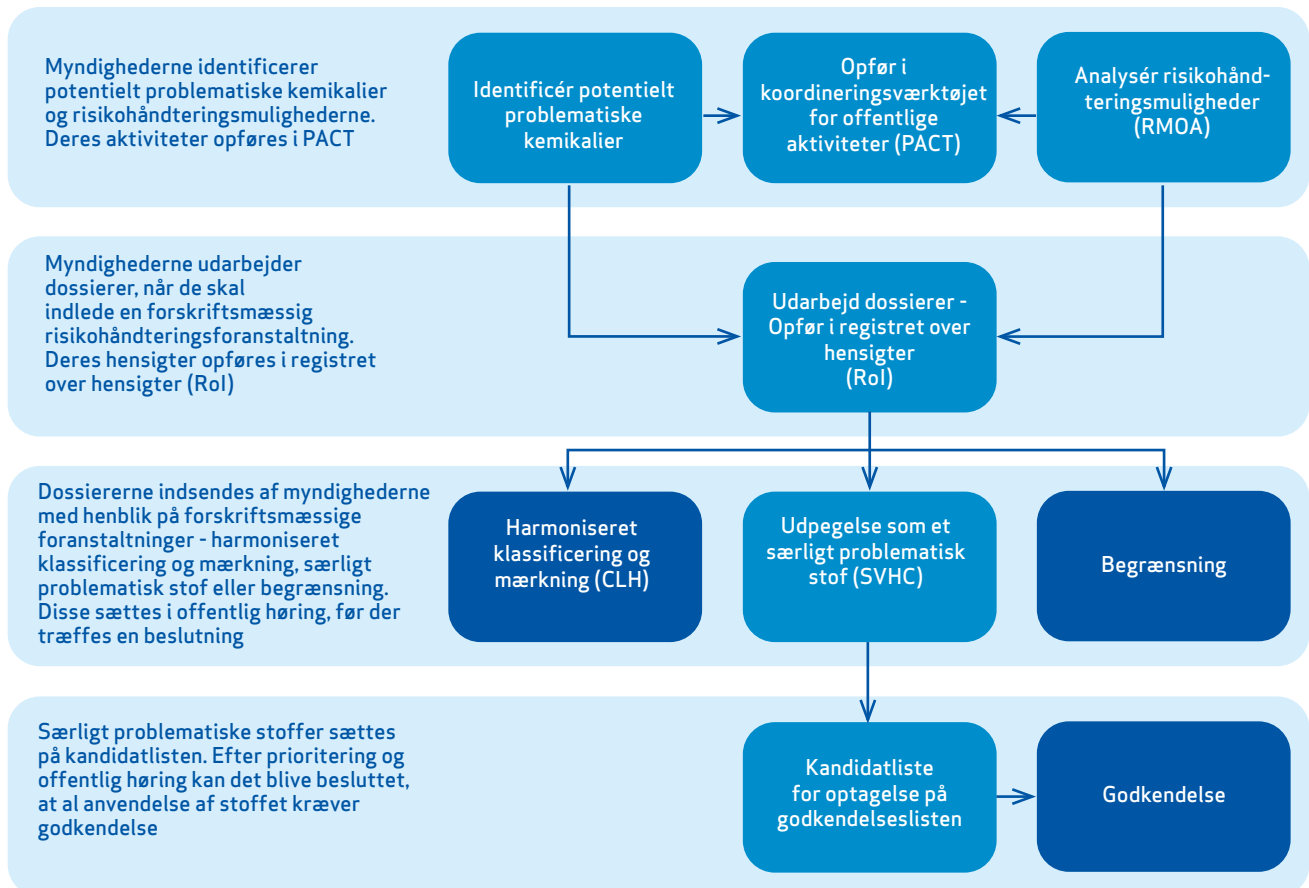 Myndighederne identificerer
potentielt problematiske kemikalier
og risikohåndteringsmulighederne.
Deres aktiviteter opføres i PACT
Identificér potentielt
problematiske
kemikalier
Opfør i
koordineringsværktøjet
for offentlige
aktiviteter (PACT)
Analysér risikohånd-
teringsmuligheder
(RMOA)
Myndighederne udarbejder
dossierer, når de skal
indlede en forskriftsmæssig
risikohåndteringsforanstaltning.
Deres hensigter opføres i registret
over hensigter (RoI)
Udarbejd dossierer -
Opfør i registret over
hensigter
(RoI)
Dossiererne indsendes af myndighederne
med henblik på forskriftsmæssige
foranstaltninger - harmoniseret
klassificering og mærkning, særligt
problematisk stof eller begrænsning.
Disse sættes i offentlig høring, før der
træffes en beslutning
Harmoniseret
klassificering og
mærkning (CLH)
Udpegelse som et
særligt problematisk
stof (SVHC)
Begrænsning
Særligt problematiske stoffer sættes
på kandidatlisten. Efter prioritering og
offentlig høring kan det blive besluttet,
at al anvendelse af stoffet kræver
godkendelse
Kandidatliste
for optagelse på
godkendelseslisten
Godkendelse